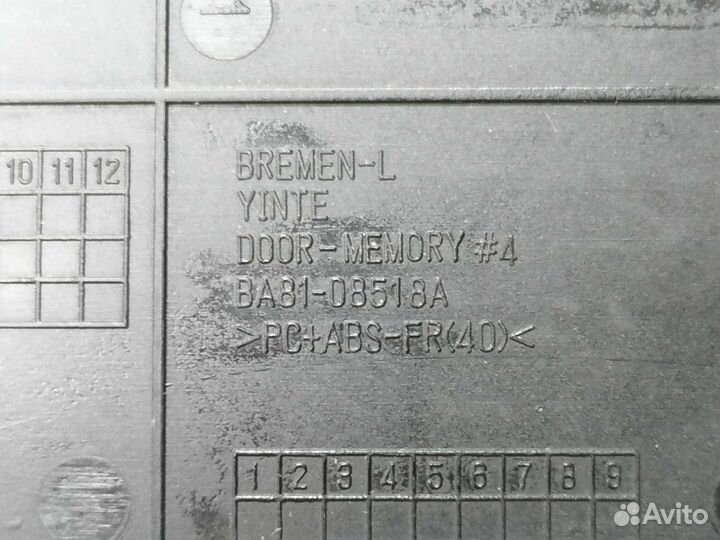 1
10 11 12
BREMEN-L
YINTE
DOOR-MEMORY #4
BA81-08518A
>PC+ABS-FR(40)<
1 2 3 4 5 6 7 8 9
Avito